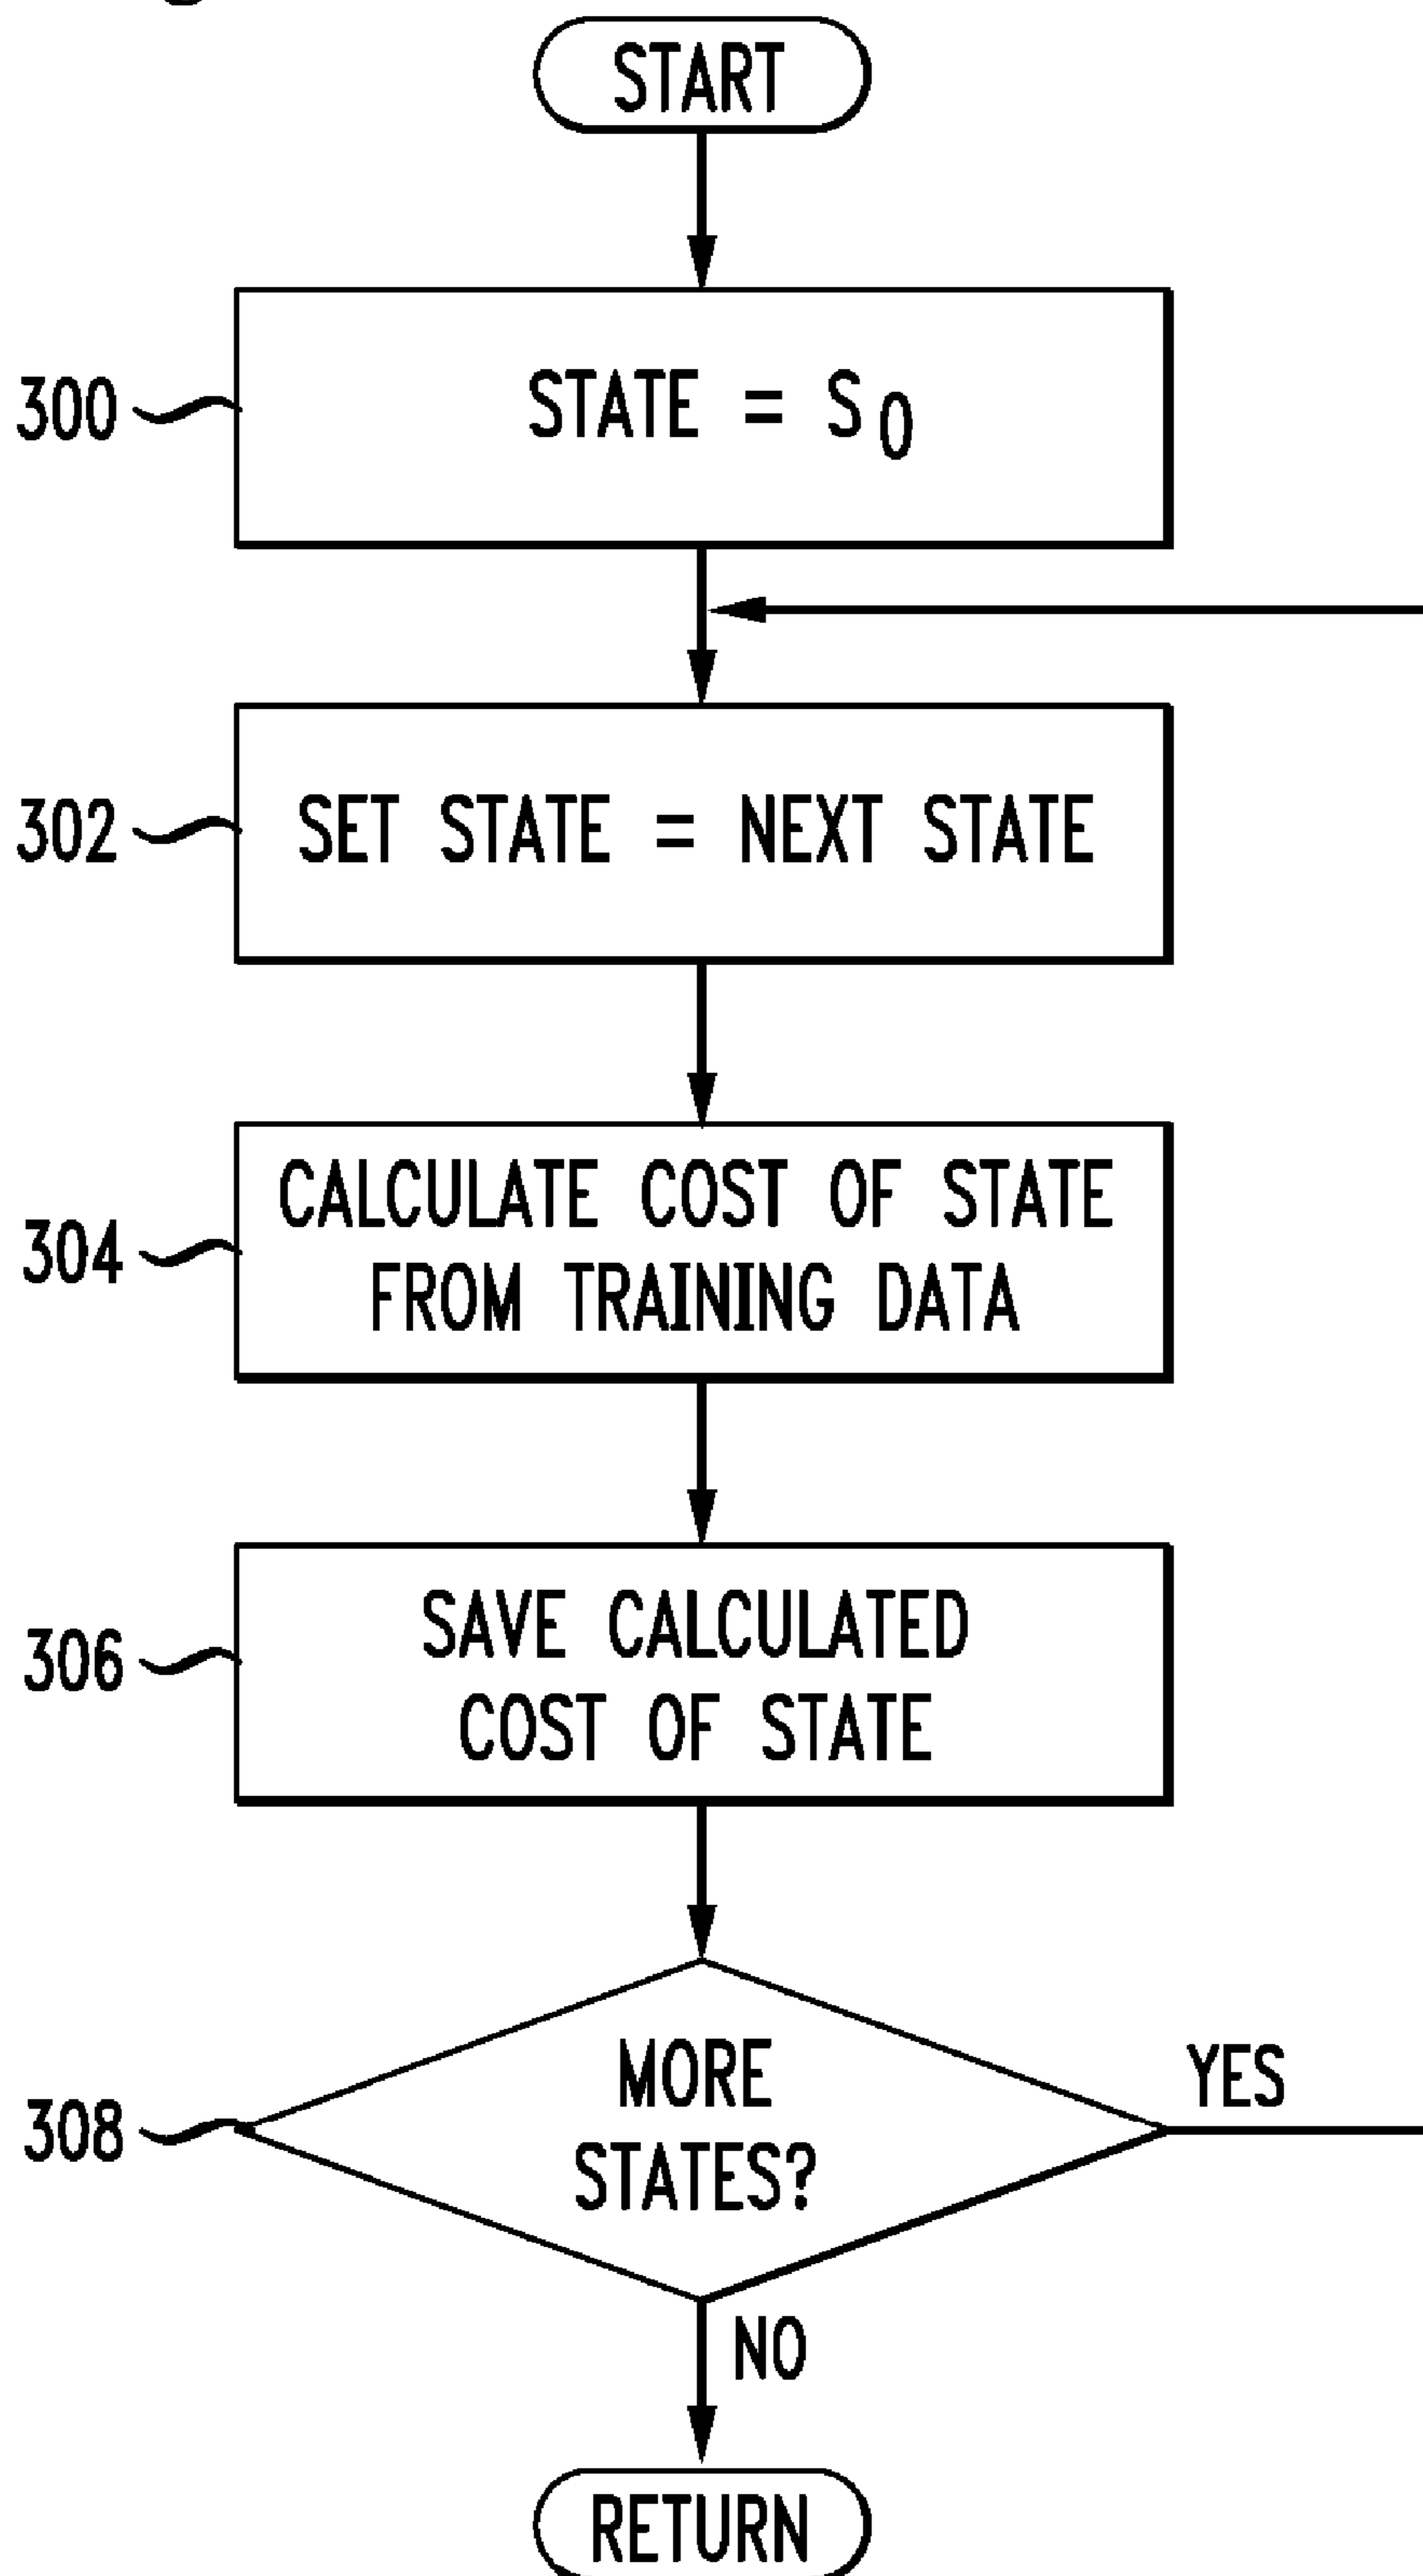 START
300
STATE = S0
302
SET STATE = NEXT STATE
304
CALCULATE COST OF STATE
FROM TRAINING DATA
306
SAVE CALCULATED
COST OF STATE
308
MORE
STATES?
YES
NO
RETURN